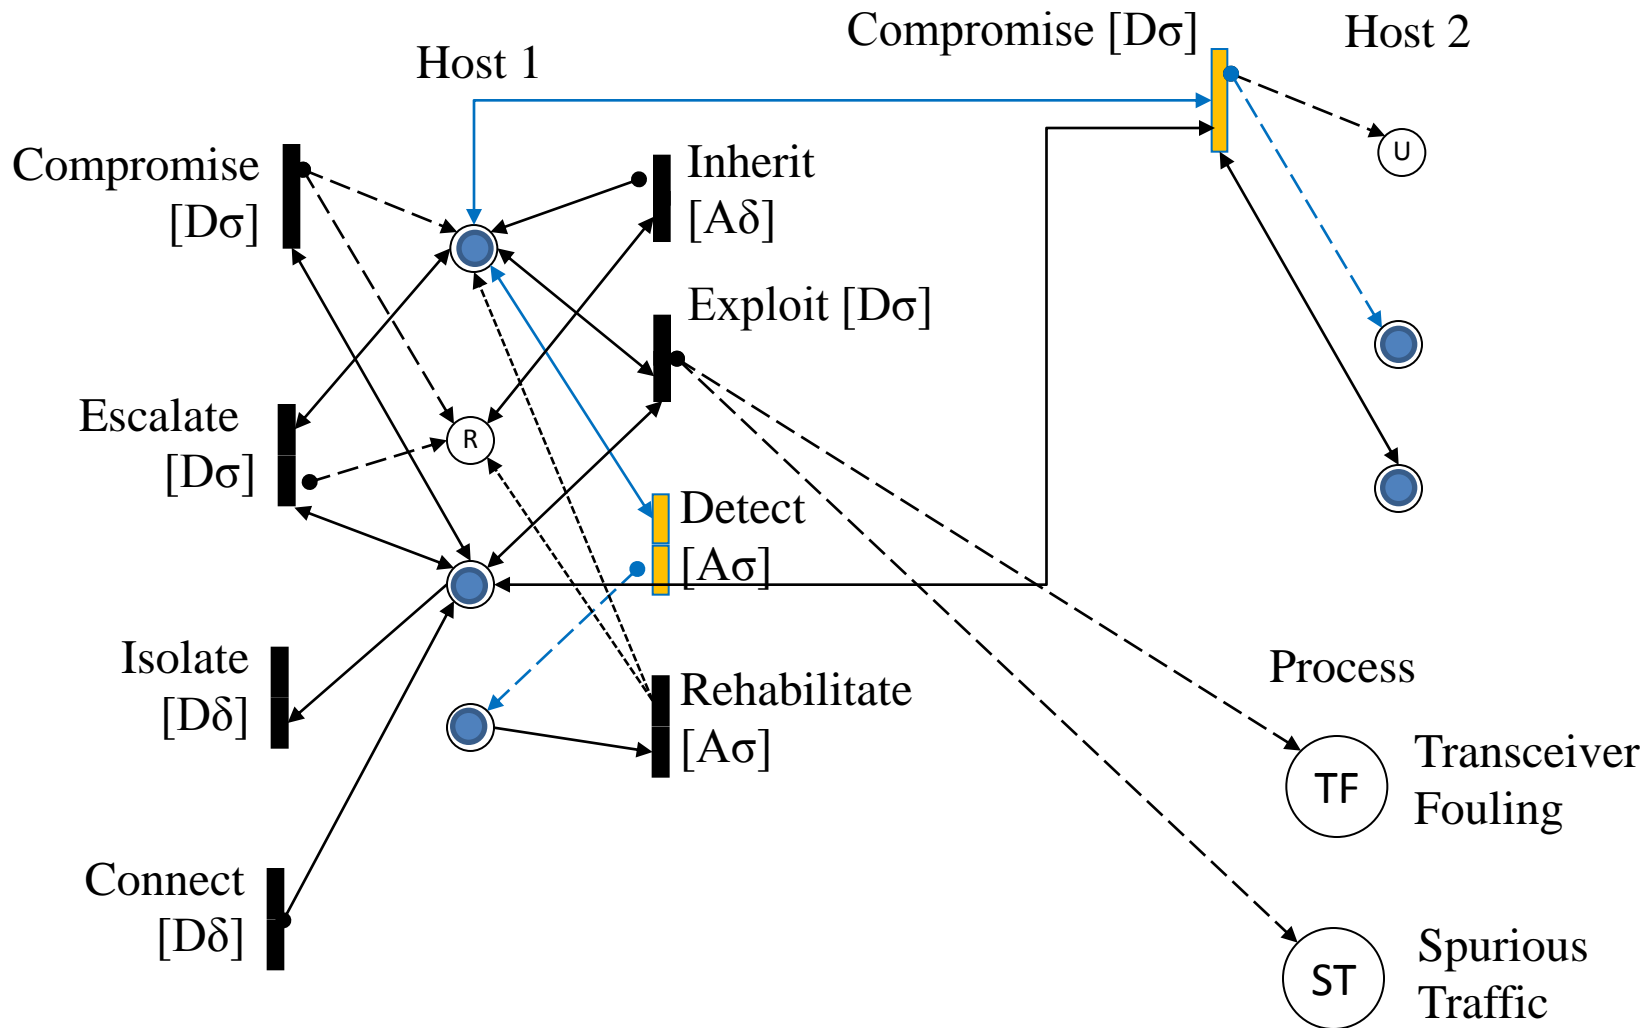 Compromise [Dσ]
Host 2
Host 1
U
Compromise
[Dσ]
Inherit
[Aδ]
Exploit [Dσ]
Escalate
[Dσ]
R
Detect
[Aσ]
Isolate
[Dδ]
Rehabilitate
[Aσ]
Process
TF
Transceiver
Fouling
Connect
[Dδ]
ST
Spurious
Traffic